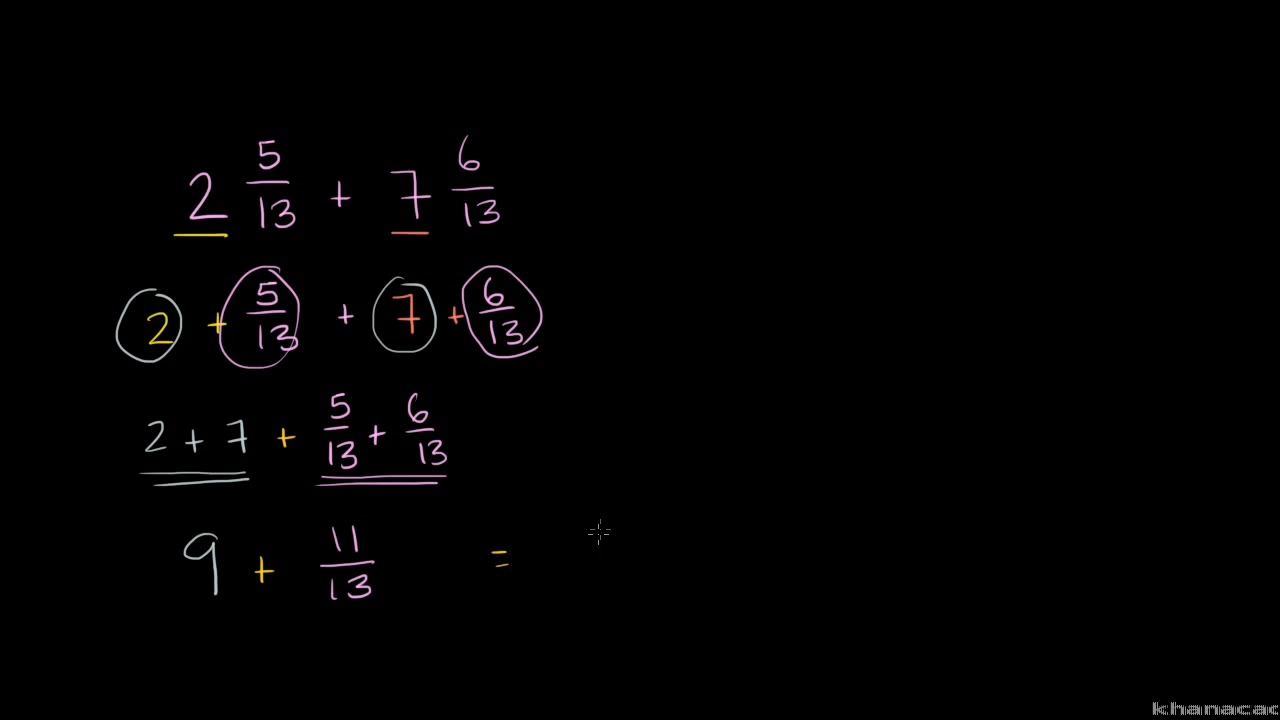 2 5/13 + 7 6/13
2 + 5/13 + 7 + 6/13
2 + 7 + 5/13 + 6/13
9 + 11/13 =
khanacac